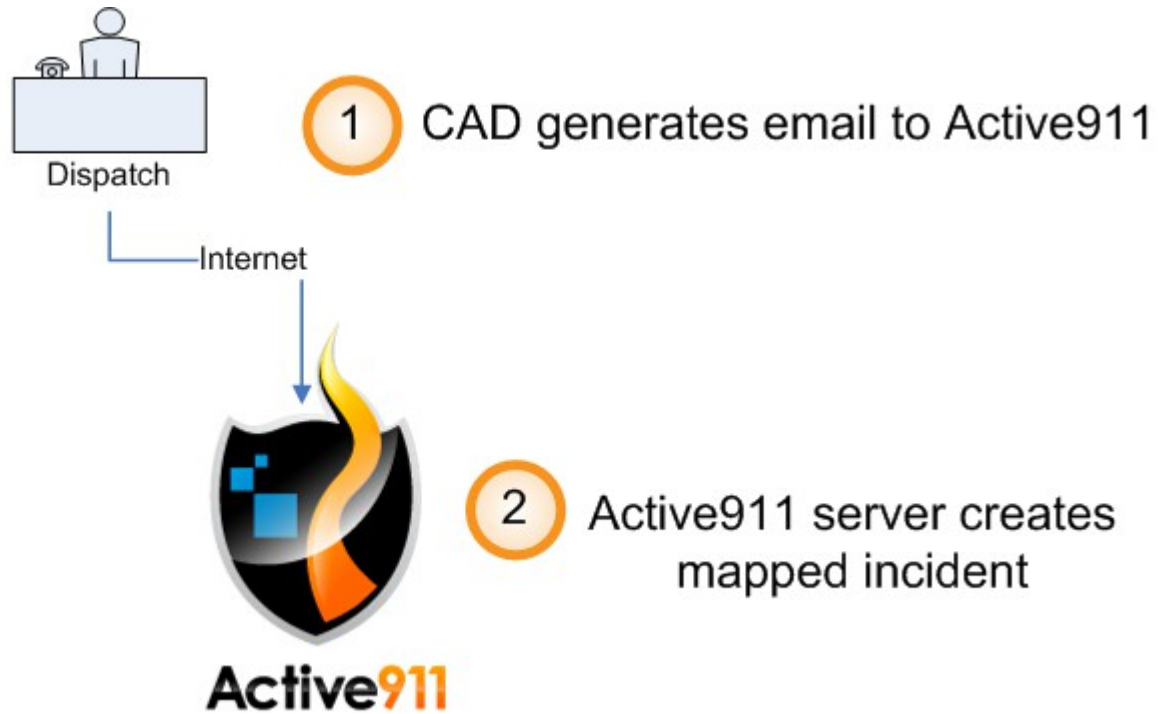 1
CAD generates email to Active911
Dispatch
Internet
2
Active911 server creates
mapped incident
Active911